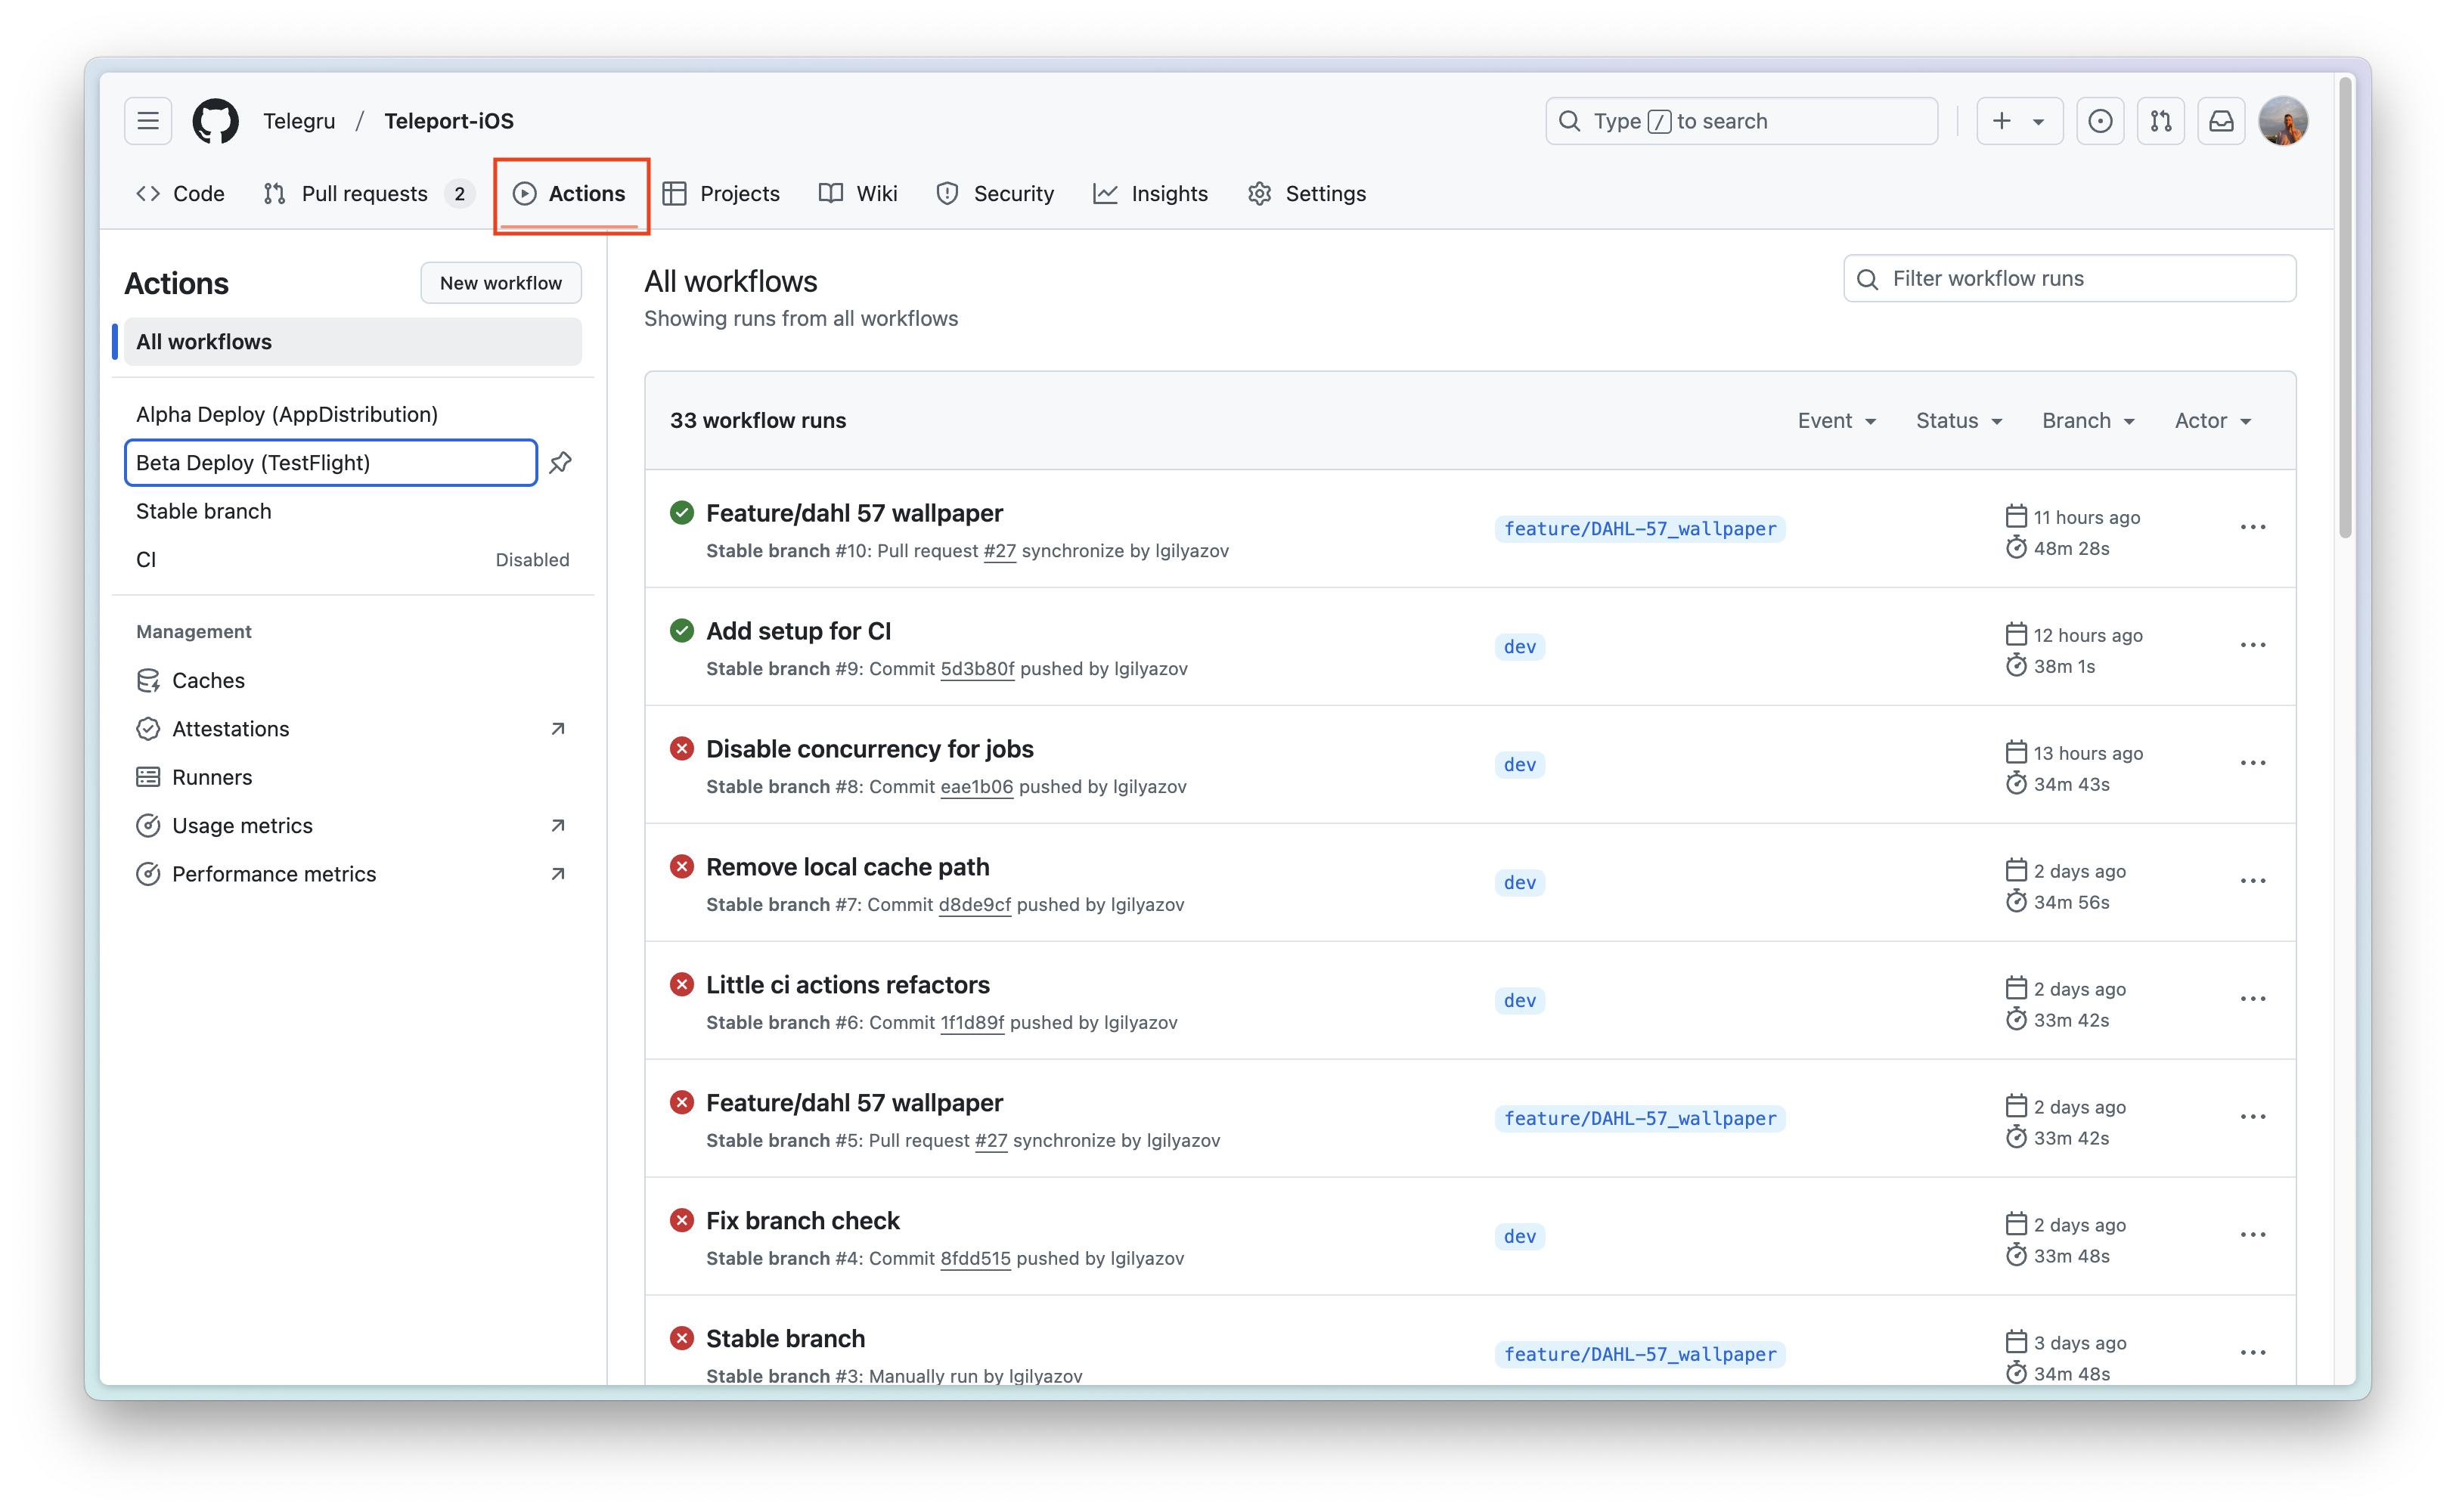 Telegru / Teleport-iOS
Type / to search
Code
Pull requests 2
Actions
Projects
Wiki
Security
Insights
Settings
Actions
New workflow
All workflows
Alpha Deploy (AppDistribution)
Beta Deploy (TestFlight)
Stable branch
CI Disabled
Management
Caches
Attestations
Runners
Usage metrics
Performance metrics
All workflows
Showing runs from all workflows
Filter workflow runs
33 workflow runs
Event Status Branch Actor
Feature/dahl 57 wallpaper
Stable branch #10: Pull request #27 synchronize by lgilyazov
feature/DAHL-57_wallpaper
11 hours ago
48m 28s
Add setup for CI
Stable branch #9: Commit 5d3b80f pushed by lgilyazov
dev
12 hours ago
38m 1s
Disable concurrency for jobs
Stable branch #8: Commit eae1b06 pushed by lgilyazov
dev
13 hours ago
34m 43s
Remove local cache path
Stable branch #7: Commit d8de9cf pushed by lgilyazov
dev
2 days ago
34m 56s
Little ci actions refactors
Stable branch #6: Commit 1f1d89f pushed by lgilyazov
dev
2 days ago
33m 42s
Feature/dahl 57 wallpaper
Stable branch #5: Pull request #27 synchronize by lgilyazov
feature/DAHL-57_wallpaper
2 days ago
33m 42s
Fix branch check
Stable branch #4: Commit 8fdd515 pushed by lgilyazov
dev
2 days ago
33m 48s
Stable branch
Stable branch #3: Manually run by lgilyazov
feature/DAHL-57_wallpaper
3 days ago
34m 48s